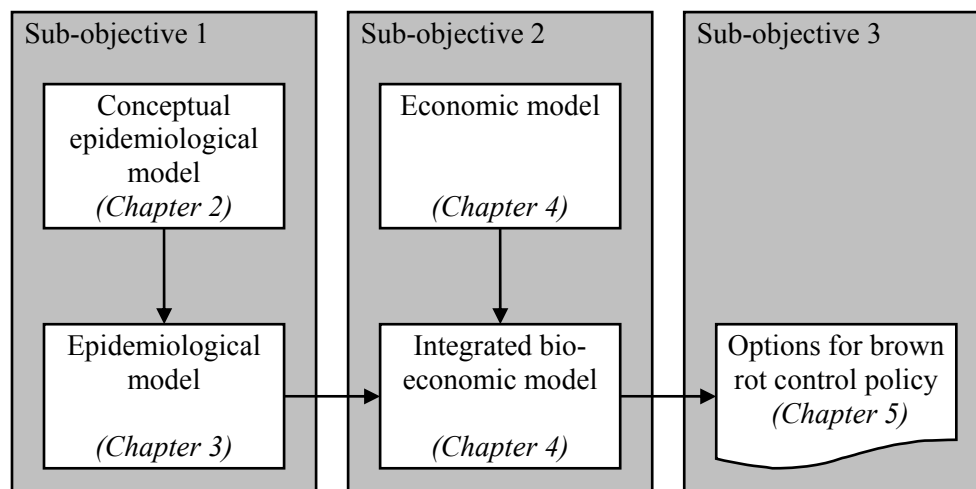 Sub-objective 1
Conceptual
epidemiological
model
(Chapter 2)
Epidemiological
model
(Chapter 3)
Sub-objective 2
Economic model
(Chapter 4)
Integrated bio-
economic model
(Chapter 4)
Sub-objective 3
Options for brown
rot control policy
(Chapter 5)